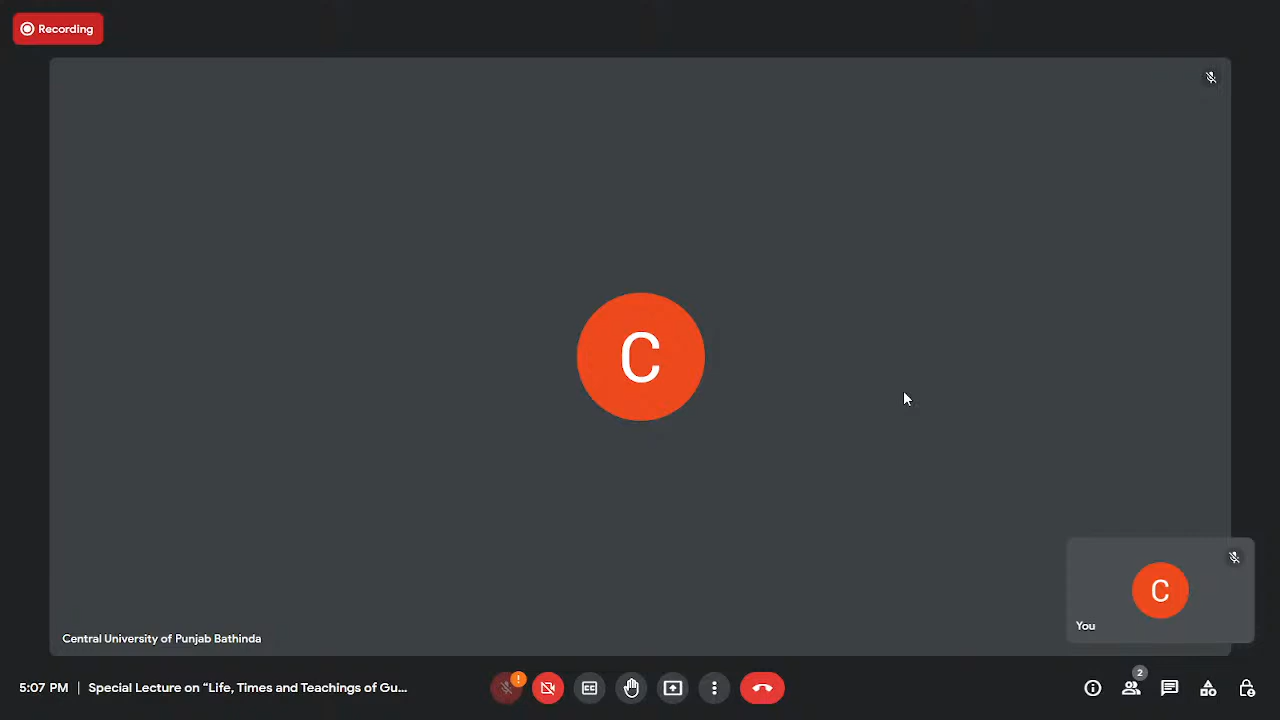 Recording
C
Central University of Punjab Bathinda
C
You
5:07 PM | Special Lecture on “Life, Times and Teachings of Gu...
!
CC
2